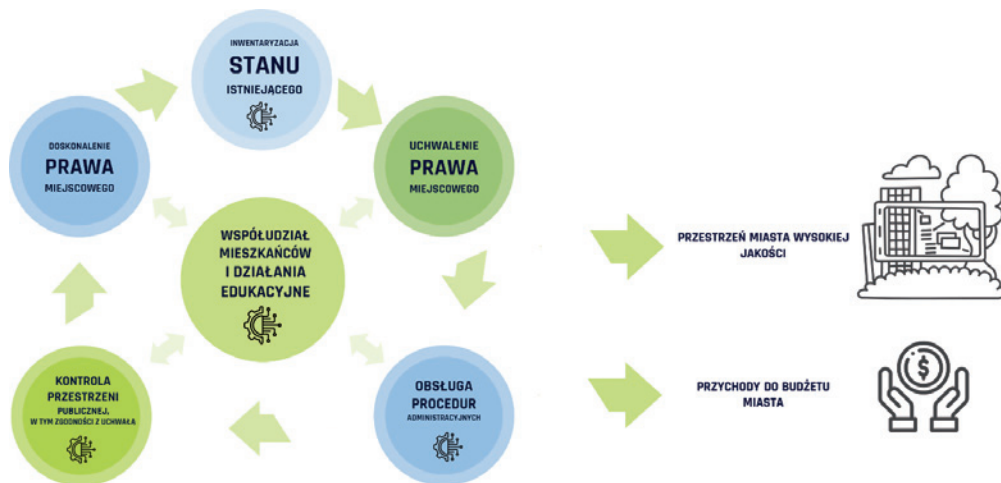 INWENTARYZACJA
STANU
ISTNIEJĄCEGO
UCHWALENIE
PRAWA
MIEJSCOWEGO
DOSKONALENIE
PRAWA
MIEJSCOWEGO
WSPÓŁUDZIAŁ
MIESZKAŃCÓW
I DZIAŁANIA
EDUKACYJNE
KONTROLA
PRZESTRZENI
PUBLICZNEJ,
W TYM ZGODNOŚCI Z UCHWAŁĄ
OBSŁUGA
PROCEDUR
ADMINISTRACYJNYCH
PRZESTRZEŃ MIASTA WYSOKIEJ
JAKOŚCI
PRZYCHODY DO BUDŻETU
MIASTA
$